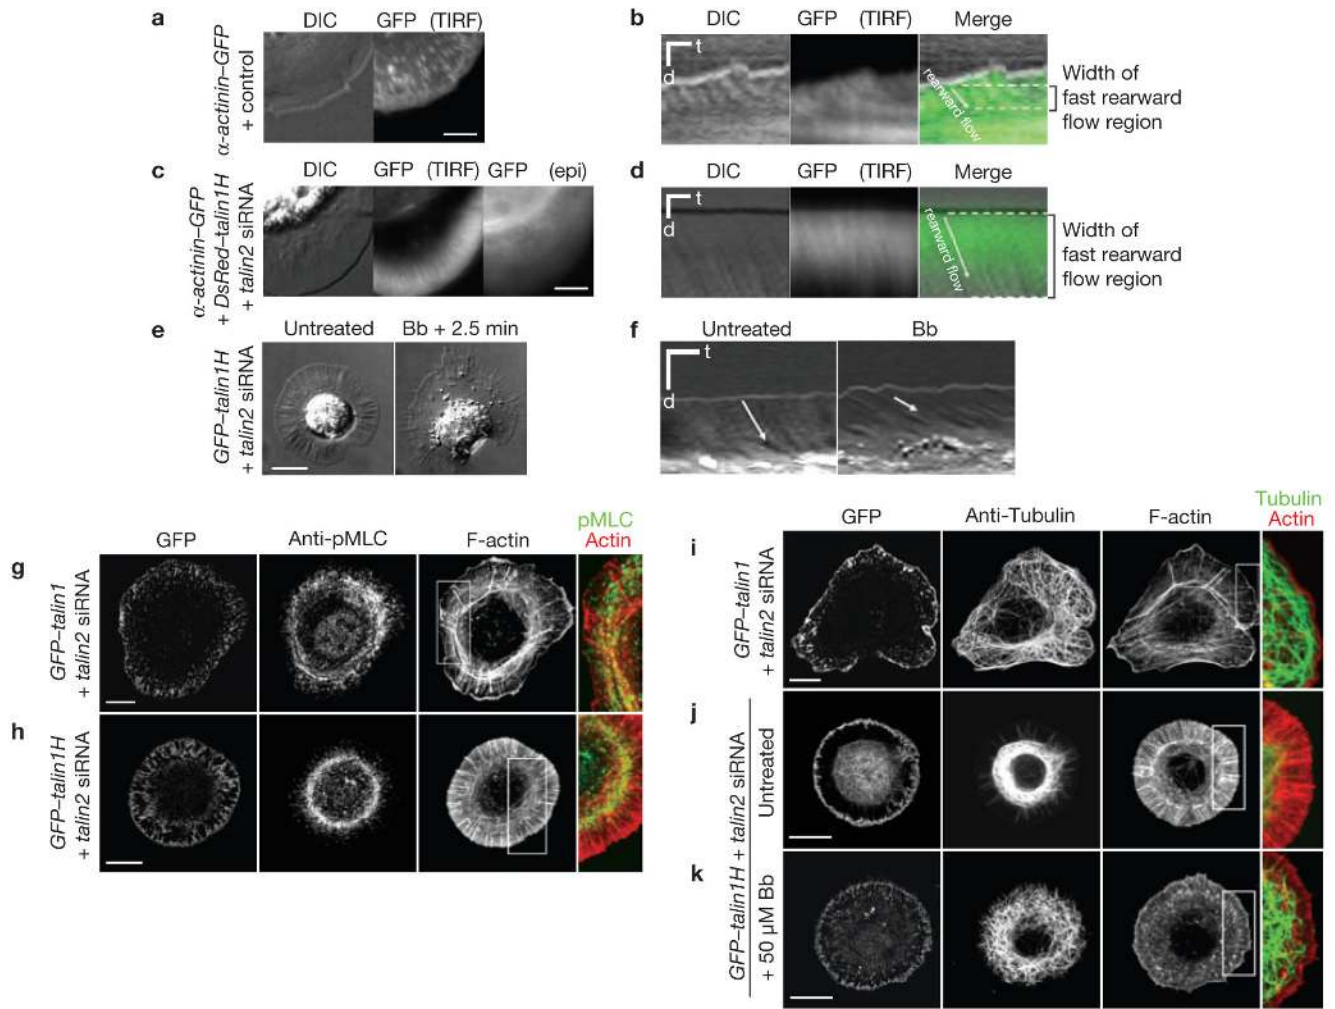 a
DIC
GFP (TIRF)
α-actinin–GFP
+ control
b
DIC
GFP (TIRF)
Merge
t
d
rearward flow
Width of
fast rearward
flow region
c
DIC
GFP (TIRF)
GFP (epi)
α-actinin–GFP
+ DsRed–talin1H
+ talin2 siRNA
d
DIC
GFP (TIRF)
Merge
t
d
rearward flow
Width of
fast rearward
flow region
e
Untreated
Bb + 2.5 min
GFP–talin1H
+ talin2 siRNA
f
Untreated
Bb
t
d
g
GFP
Anti-pMLC
F-actin
pMLC
Actin
GFP–talin1
+ talin2 siRNA
h
GFP–talin1H
+ talin2 siRNA
i
GFP
Anti-Tubulin
F-actin
Tubulin
Actin
GFP–talin1
+ talin2 siRNA
j
GFP–talin1H + talin2 siRNA
Untreated
k
+ 50 µM Bb